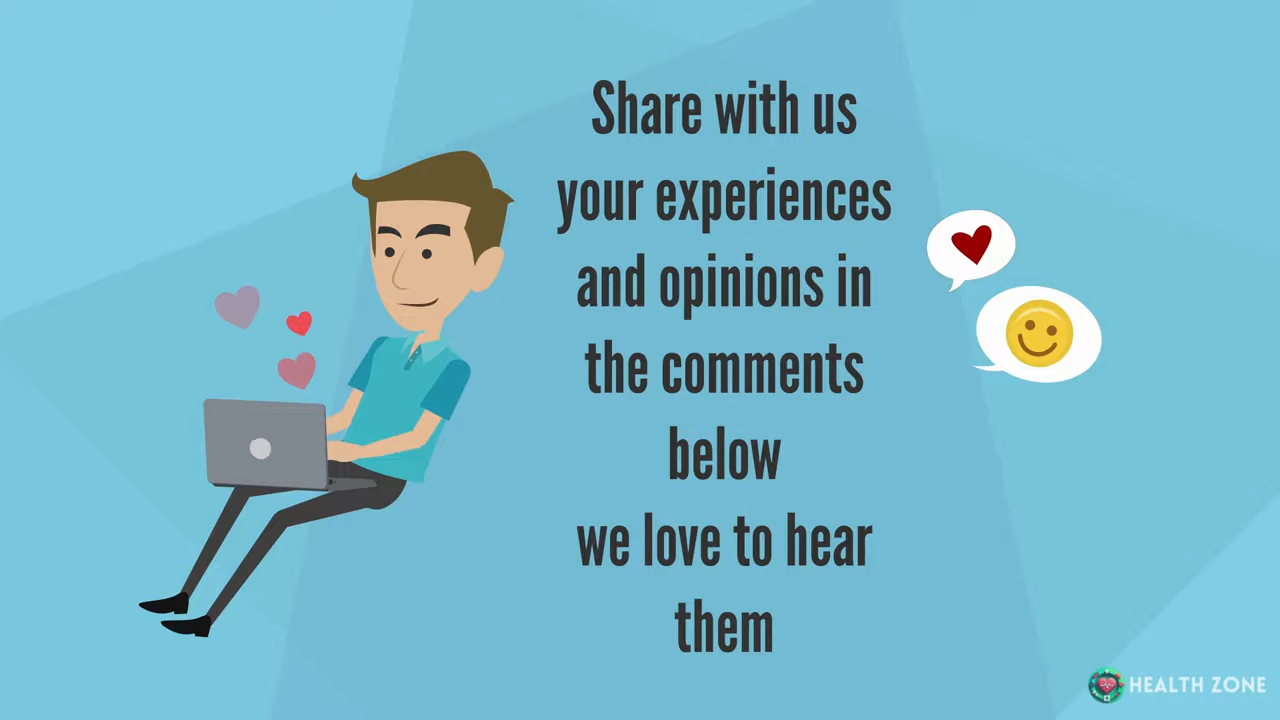 Share with us
your experiences
and opinions in
the comments
below
we love to hear
them
HEALTH ZONE